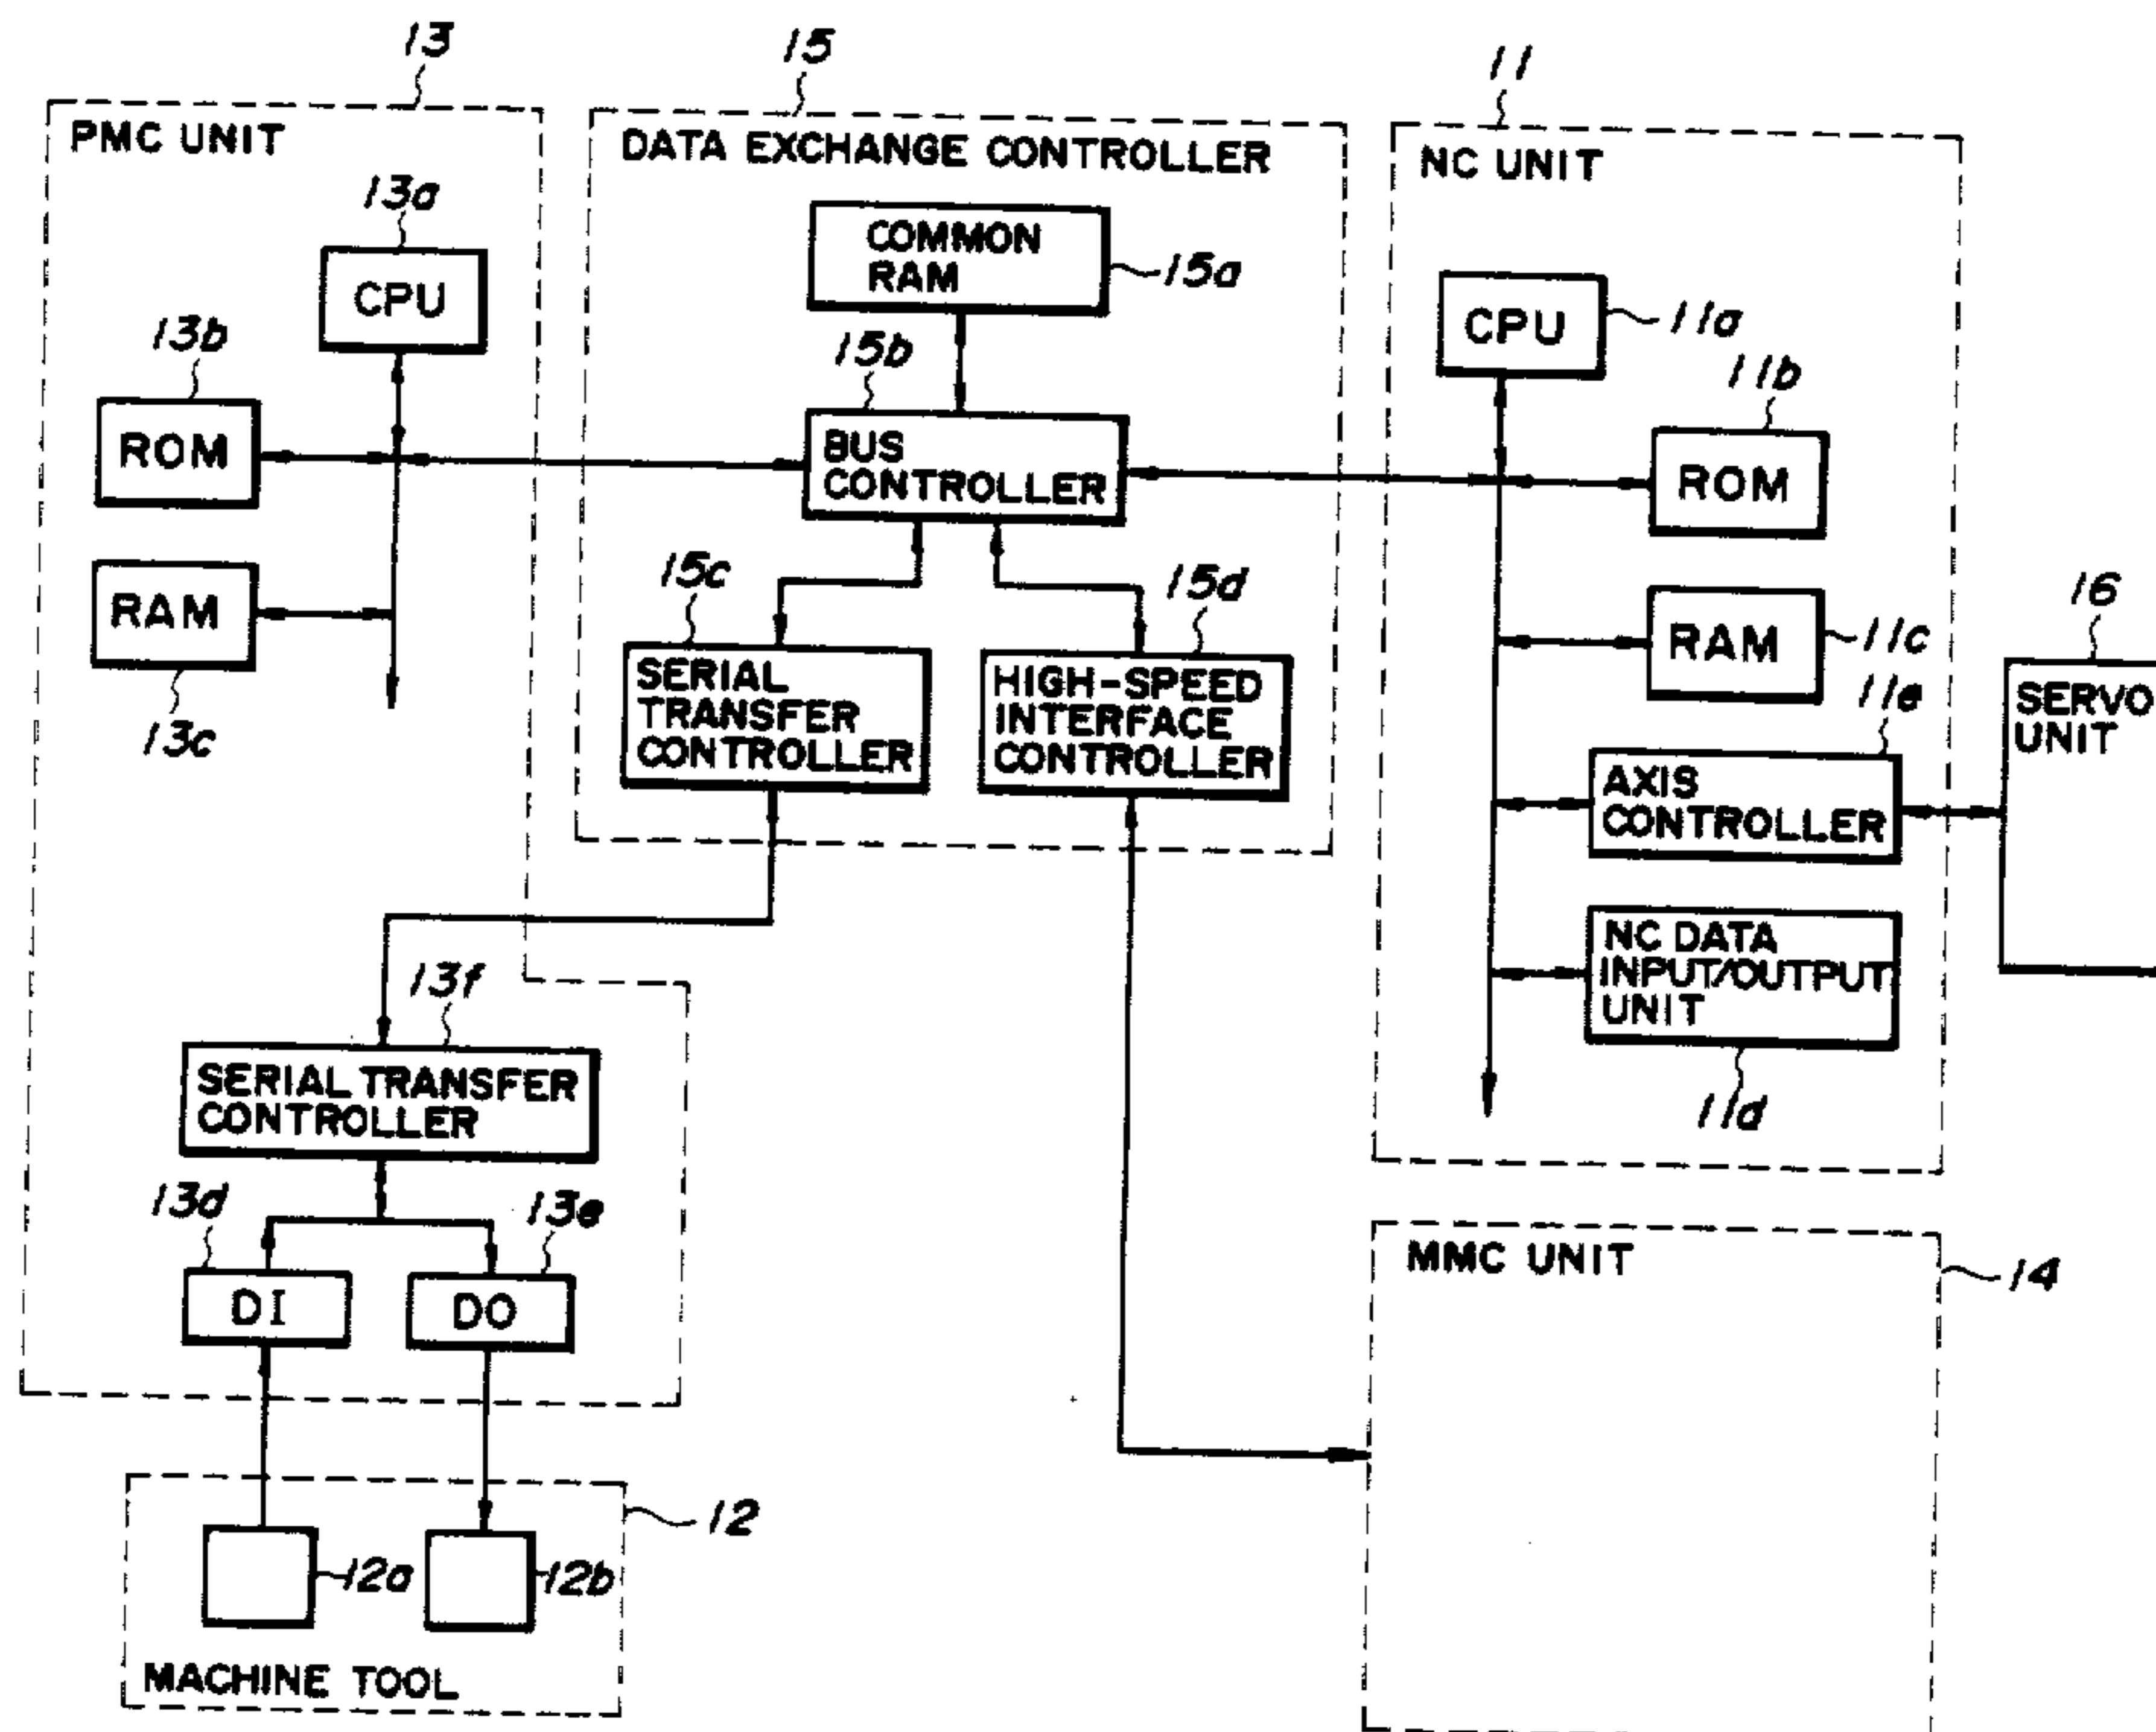 13
15
11
PMC UNIT
DATA EXCHANGE CONTROLLER
NC UNIT
13a
CPU
13b
ROM
RAM
13c
COMMON
RAM
15a
15b
BUS
CONTROLLER
15c
15d
SERIAL
TRANSFER
CONTROLLER
HIGH-SPEED
INTERFACE
CONTROLLER
CPU
11a
11b
ROM
RAM
11c
11e
AXIS
CONTROLLER
NC DATA
INPUT/OUTPUT
UNIT
11d
16
SERVO
UNIT
13f
SERIAL TRANSFER
CONTROLLER
13d
13e
DI
DO
MMC UNIT
14
12
12a
12b
MACHINE TOOL